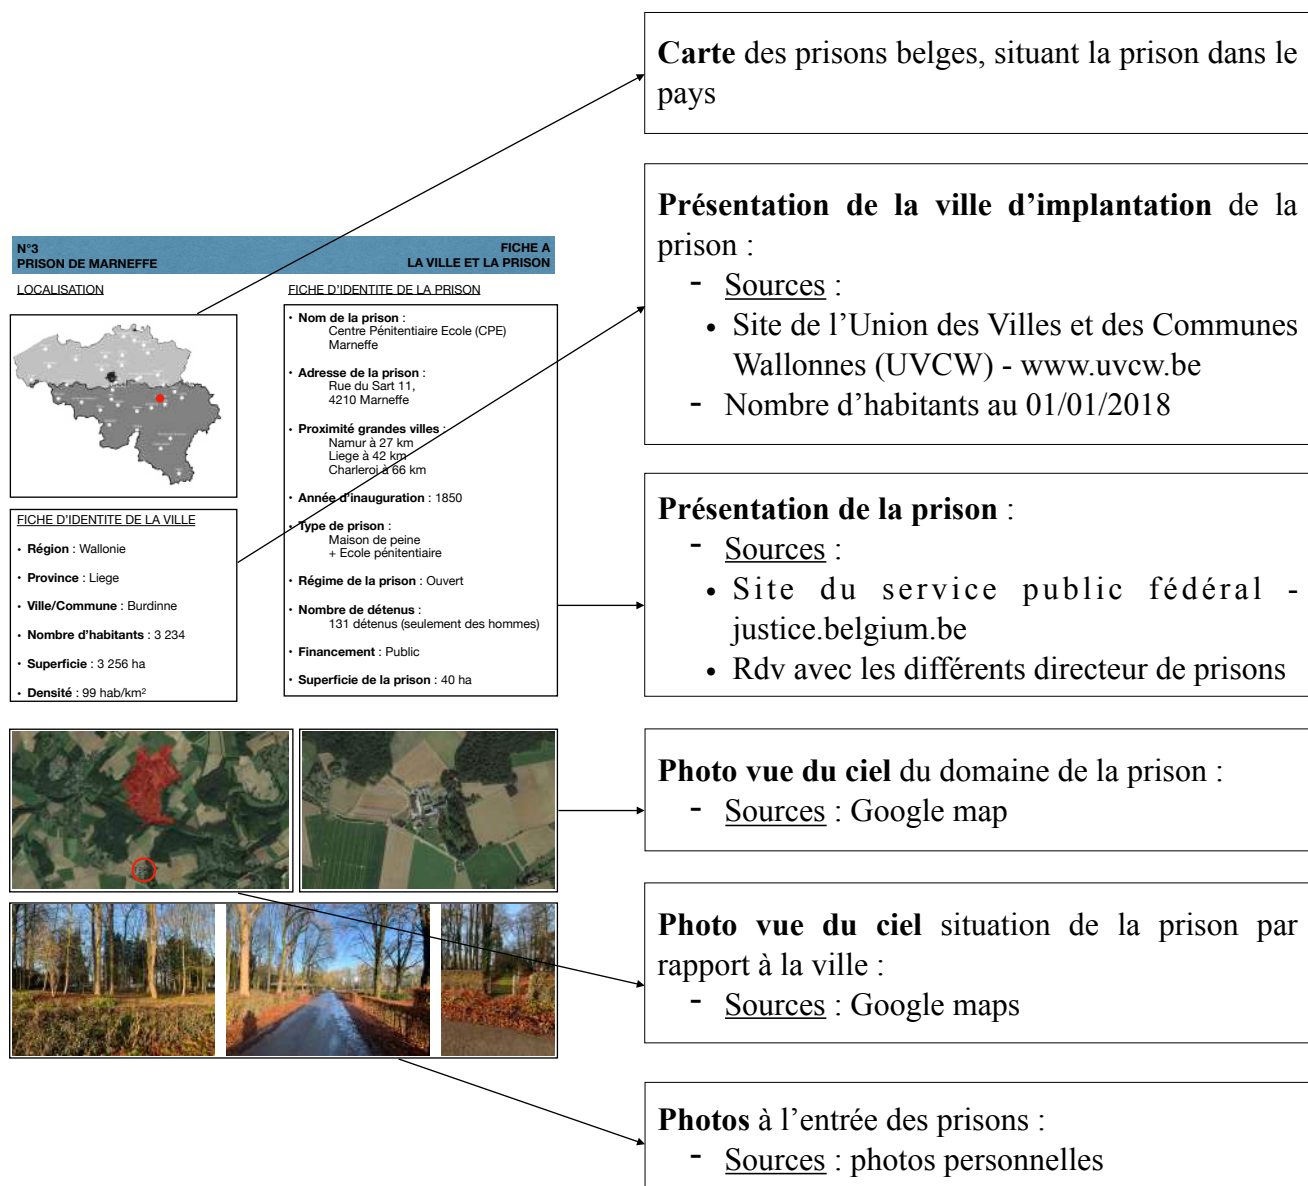 Carte des prisons belges, situant la prison dans le
pays
Présentation de la ville d’implantation de la
prison :
- Sources :
• Site de l’Union des Villes et des Communes
Wallonnes (UVCW) - www.uvcw.be
- Nombre d’habitants au 01/01/2018
N°3
PRISON DE MARNEFFE
FICHE A
LA VILLE ET LA PRISON
LOCALISATION
FICHE D'IDENTITE DE LA PRISON
• Nom de la prison :
Centre Pénitentiaire Ecole (CPE)
Marneffe
• Adresse de la prison :
Rue du Sart 11,
4210 Marneffe
• Proximité grandes villes :
Namur à 27 km
Liege à 42 km
Charleroi à 66 km
• Année d'inauguration : 1850
• Type de prison :
Maison de peine
+ Ecole pénitentiaire
• Régime de la prison : Ouvert
• Nombre de détenus :
131 détenus (seulement des hommes)
• Financement : Public
• Superficie de la prison : 40 ha
FICHE D'IDENTITE DE LA VILLE
• Région : Wallonie
• Province : Liege
• Ville/Commune : Burdinne
• Nombre d'habitants : 3 234
• Superficie : 3 256 ha
• Densité : 99 hab/km²
Présentation de la prison :
- Sources :
• Site du service public fédéral -
justice.belgium.be
• Rdv avec les différents directeur de prisons
Photo vue du ciel du domaine de la prison :
- Sources : Google map
Photo vue du ciel situation de la prison par
rapport à la ville :
- Sources : Google maps
Photos à l’entrée des prisons :
- Sources : photos personnelles